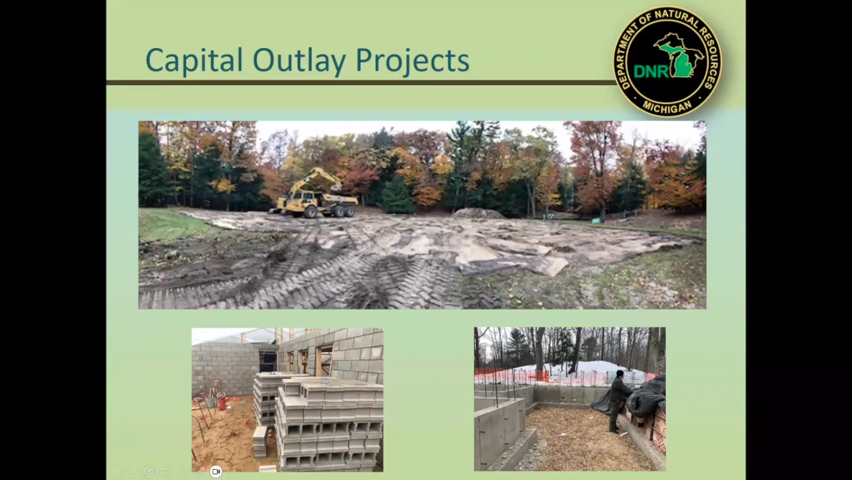 Capital Outlay Projects
DEPARTMENT OF NATURAL RESOURCES
DNR
MICHIGAN